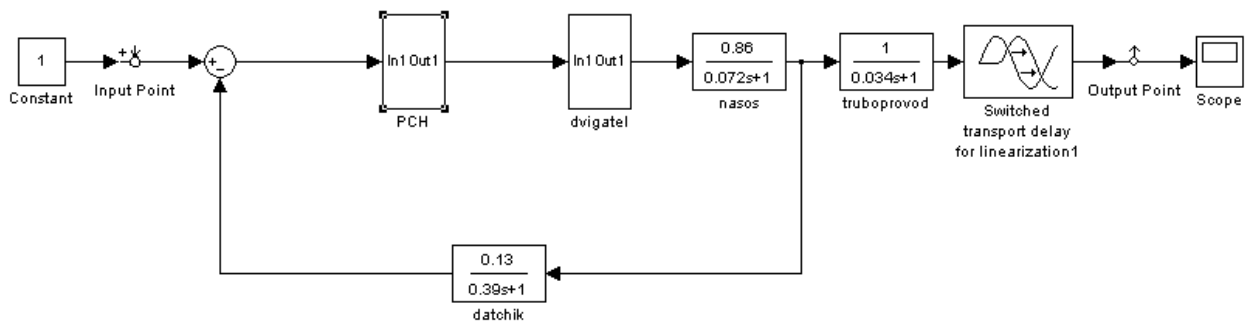 1
Constant
+
Input Point
+
−
In1 Out1
PCH
In1 Out1
dvigatel
0.86
0.072s+1
nasos
1
0.034s+1
truboprovod
Switched
transport delay
for linearization1
Output Point
Scope
0.13
0.39s+1
datchik